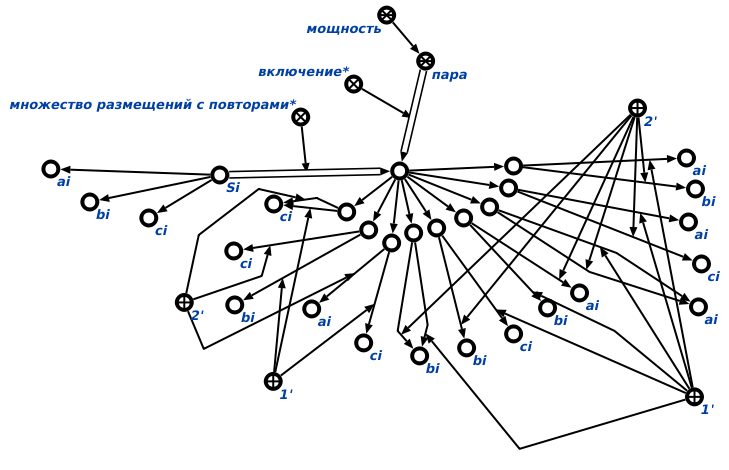 мощность
пара
включение*
множество размещений с повторами*
2'
ai
ai
Si
bi
bi
ci
ci
ai
ci
ci
2'
bi
ai
ai
bi
ai
ci
ci
bi
bi
1'
1'